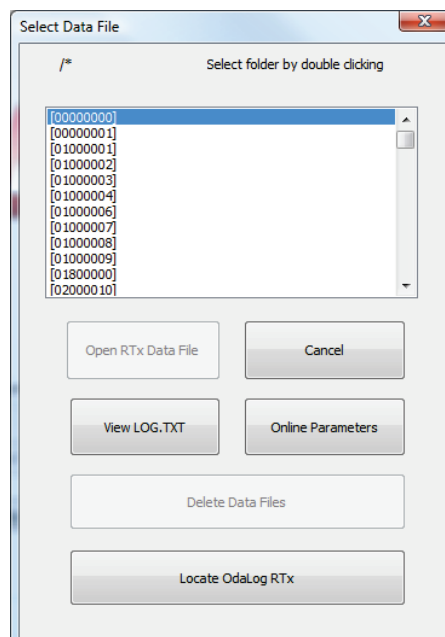 Select Data File
/* Select folder by double clicking
[00000000]
[00000001]
[01000001]
[01000002]
[01000003]
[01000004]
[01000006]
[01000007]
[01000008]
[01000009]
[01800000]
[02000010]
Open RTx Data File Cancel
View LOG.TXT Online Parameters
Delete Data Files
Locate OdaLog RTx